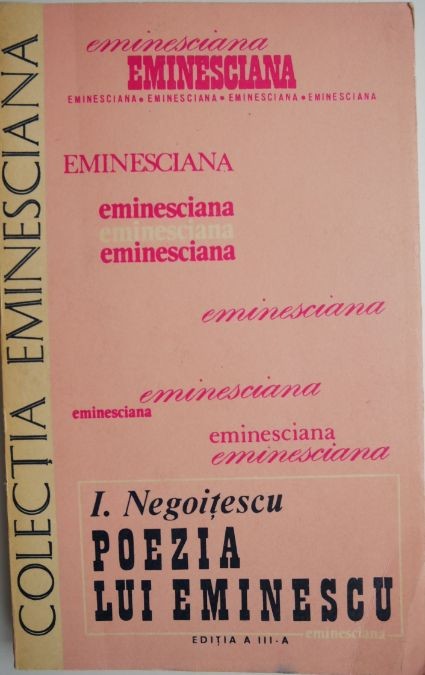 COLECȚIA EMINESCIANA
eminesciana
EMINESCIANA
EMINESCIANA • EMINESCIANA • EMINESCIANA • EMINESCIANA
EMINESCIANA
eminesciana
eminesciana
eminesciana
eminesciana
eminesciana
eminesciana
eminesciana
eminesciana
I. Negoițescu
POEZIA
LUI EMINESCU
EDIȚIA A III-A
eminesciana